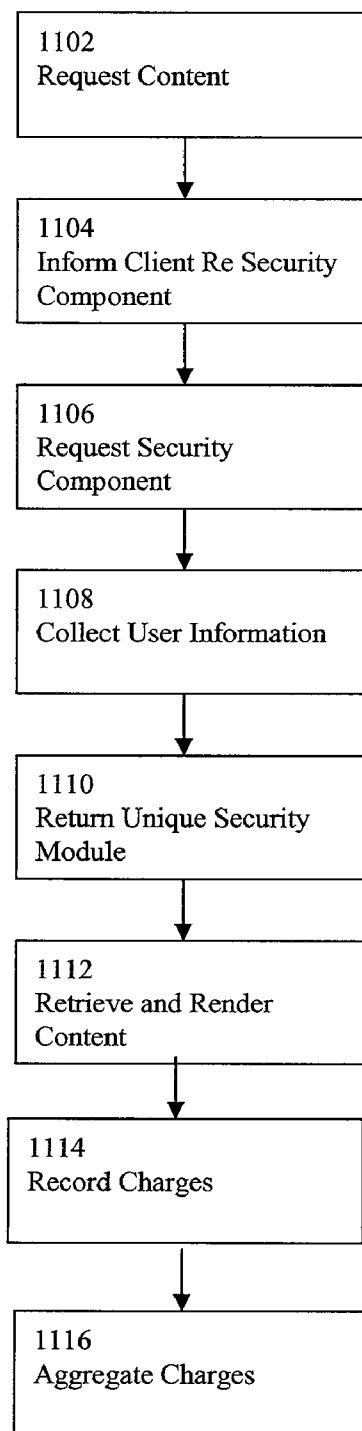 1102
Request Content
1104
Inform Client Re Security
Component
1106
Request Security
Component
1108
Collect User Information
1110
Return Unique Security
Module
1112
Retrieve and Render
Content
1114
Record Charges
1116
Aggregate Charges